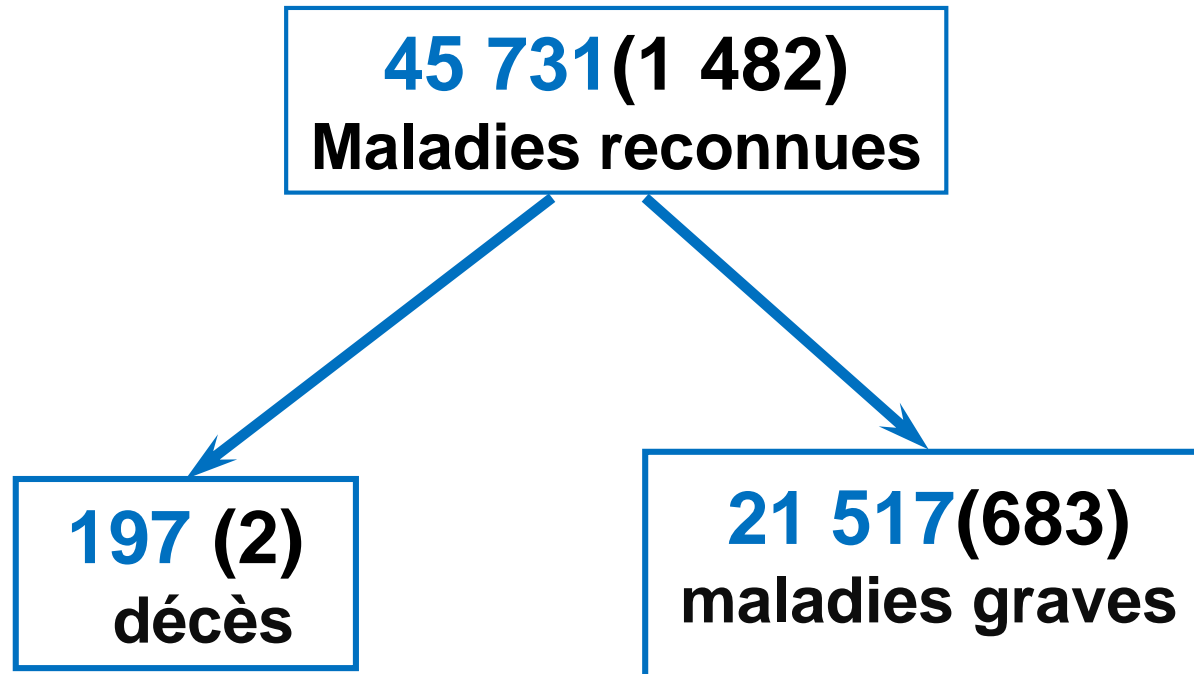 45 731(1 482)
Maladies reconnues
197 (2)
décès
21 517(683)
maladies graves